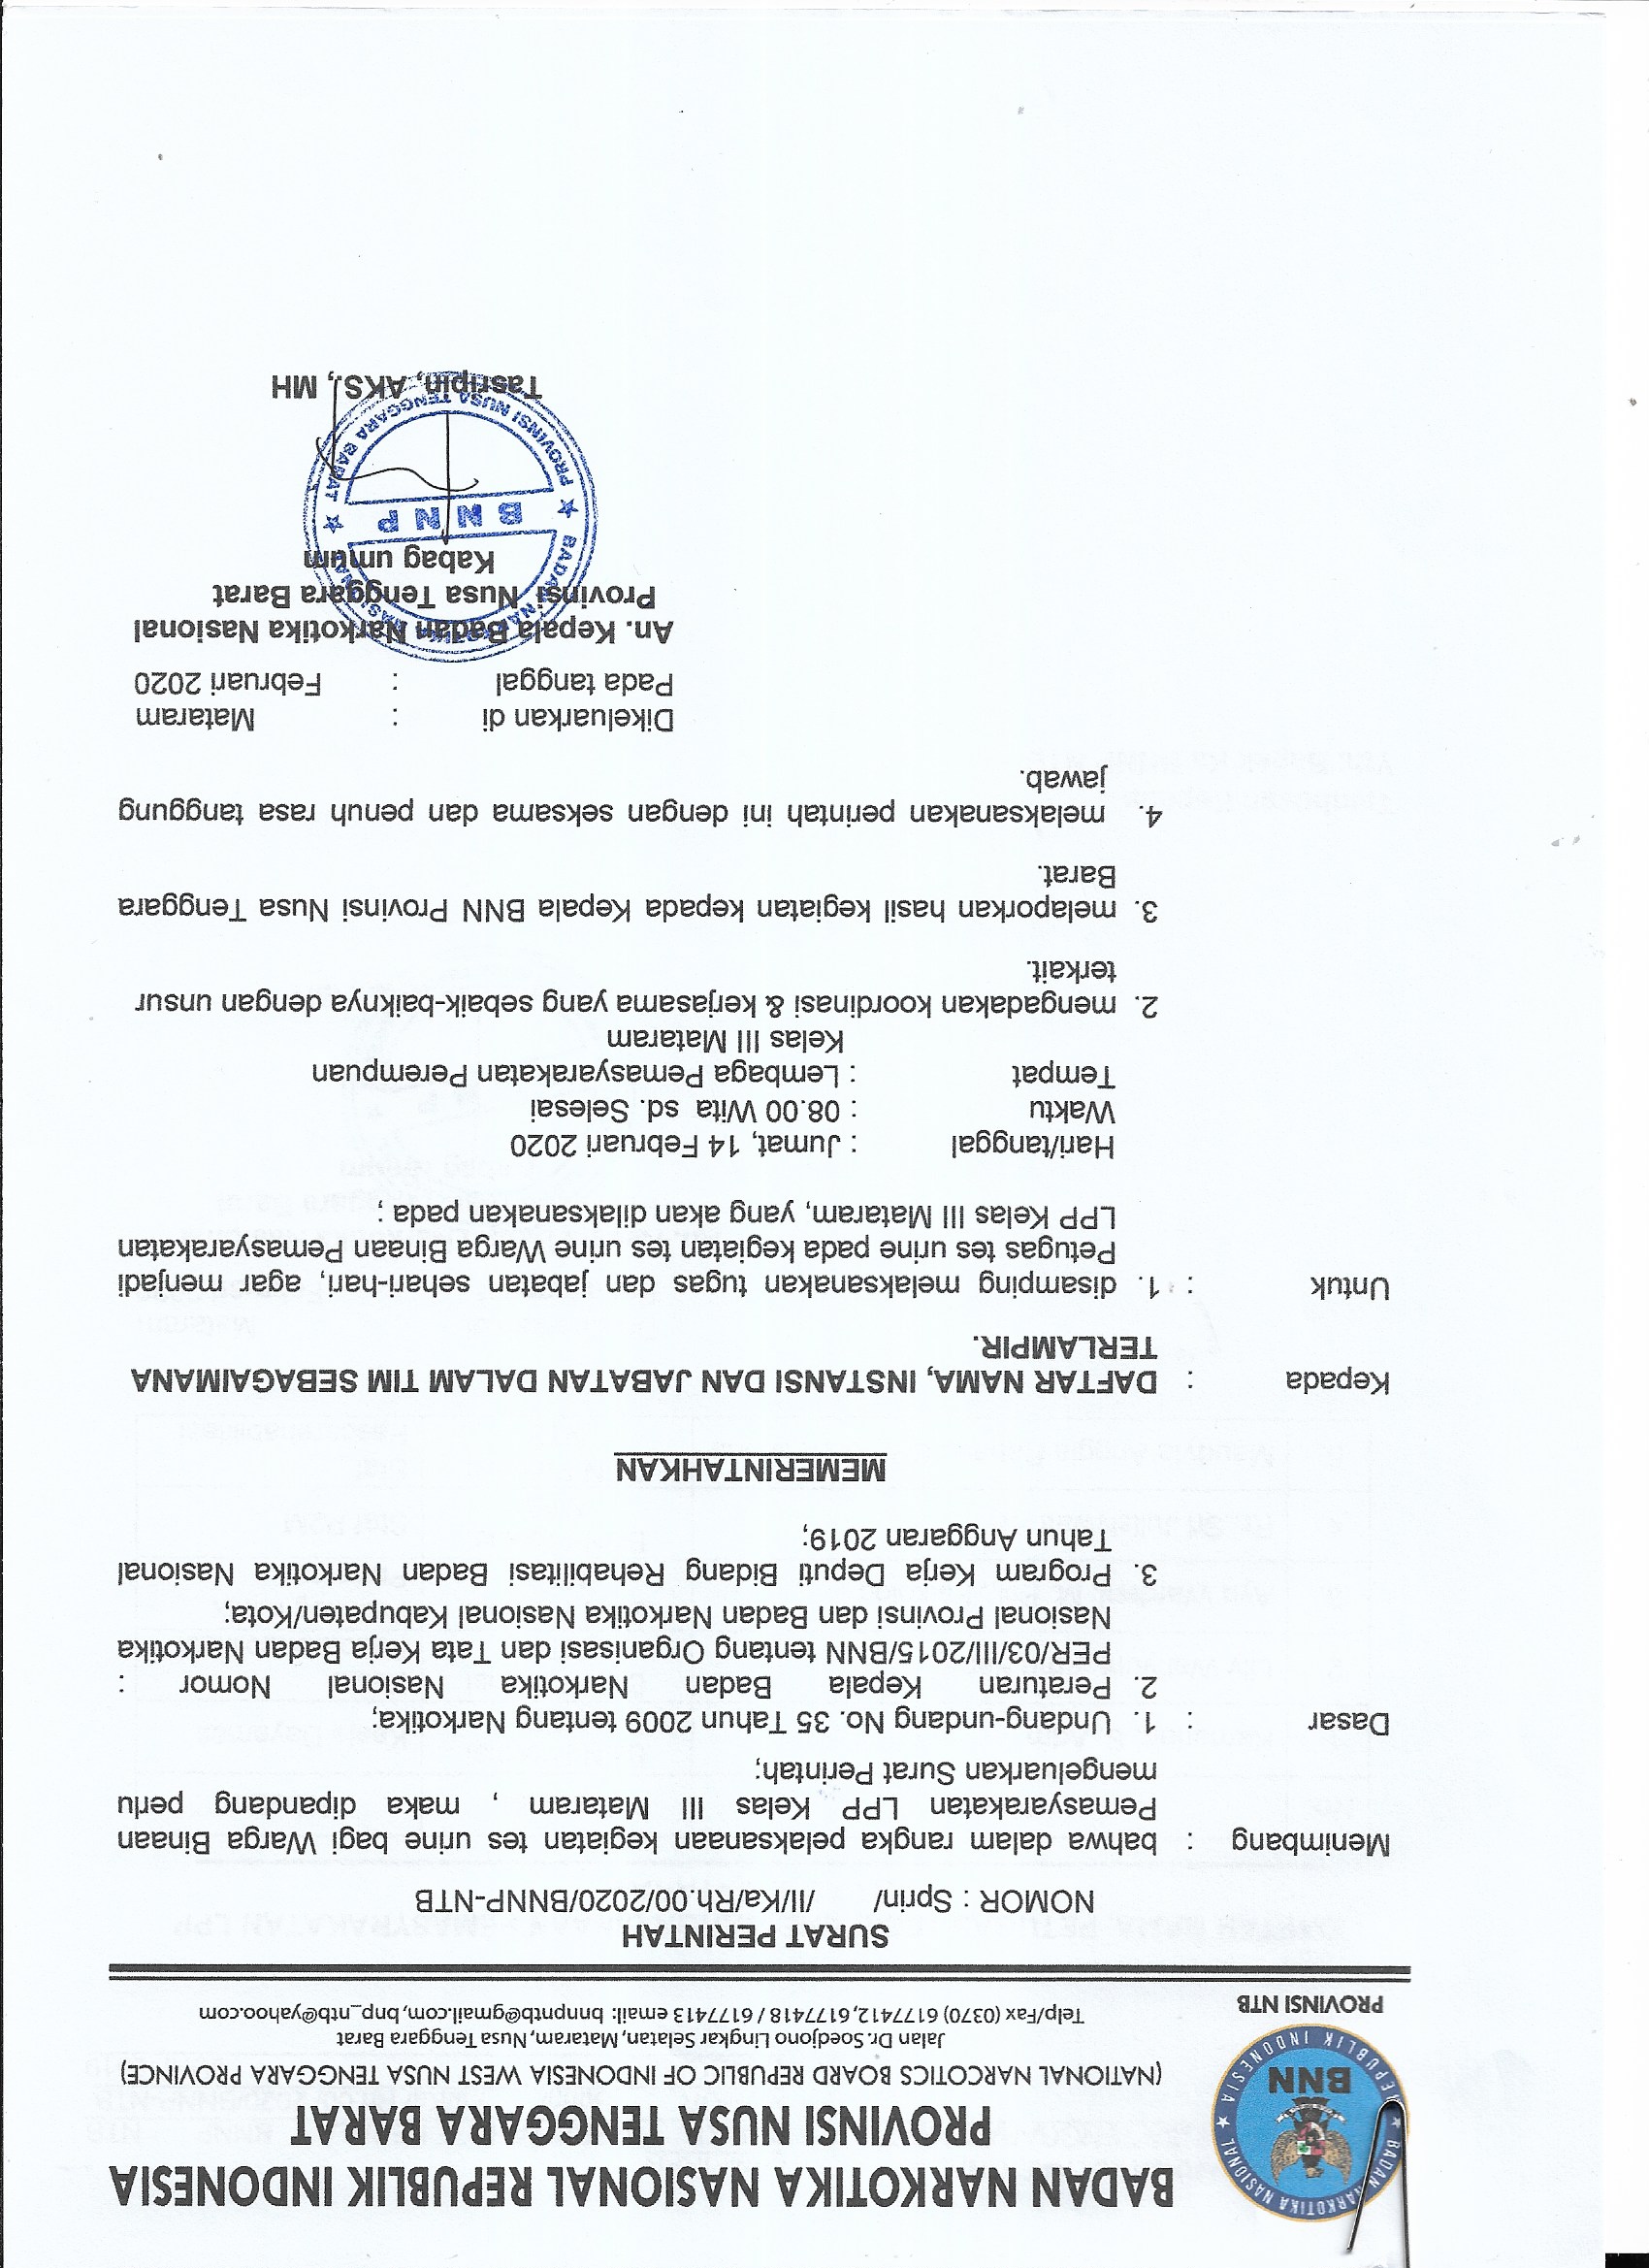 BADAN NARKOTIKA NASIONAL REPUBLIK INDONESIA
PROVINSI NUSA TENGGARA BARAT
(NATIONAL NARCOTICS BOARD REPUBLIC OF INDONESIA WEST NUSA TENGGARA PROVINCE)
Jalan Dr. Soedjono Lingkar Selatan, Mataram, Nusa Tenggara Barat
Telp/Fax (0370) 6177412, 6177418 / 6177413 email: bnnpntb@gmail.com, bnp_ntb@yahoo.com
BADAN NARKOTIKA NASIONAL
BNN
REPUBLIK INDONESIA
PROVINSI NTB
SURAT PERINTAH
NOMOR : Sprin/ /II/Ka/Rh.00/2020/BNNP-NTB
Menimbang : bahwa dalam rangka pelaksanaan kegiatan tes urine bagi Warga Binaan
Pemasyarakatan LPP Kelas III Mataram , maka dipandang perlu
mengeluarkan Surat Perintah;
Dasar : 1. Undang-undang No. 35 Tahun 2009 tentang Narkotika;
2. Peraturan Kepala Badan Narkotika Nasional Nomor :
PER/03/III/2015/BNN tentang Organisasi dan Tata Kerja Badan Narkotika
Nasional Provinsi dan Badan Narkotika Nasional Kabupaten/Kota;
3. Program Kerja Deputi Bidang Rehabilitasi Badan Narkotika Nasional
Tahun Anggaran 2019;
MEMERINTAHKAN
Kepada : DAFTAR NAMA, INSTANSI DAN JABATAN DALAM TIM SEBAGAIMANA
TERLAMPIR.
Untuk : 1. disamping melaksanakan tugas dan jabatan sehari-hari, agar menjadi
Petugas tes urine pada kegiatan tes urine Warga Binaan Pemasyarakatan
LPP Kelas III Mataram, yang akan dilaksanakan pada ;
Hari/tanggal : Jumat, 14 Februari 2020
Waktu : 08.00 Wita sd. Selesai
Tempat : Lembaga Pemasyarakatan Perempuan
Kelas III Mataram
2. mengadakan koordinasi & kerjasama yang sebaik-baiknya dengan unsur
terkait.
3. melaporkan hasil kegiatan kepada Kepala BNN Provinsi Nusa Tenggara
Barat.
4. melaksanakan perintah ini dengan seksama dan penuh rasa tanggung
jawab.
Dikeluarkan di : Mataram
Pada tanggal : Februari 2020
An. Kepala Badan Narkotika Nasional
Provinsi Nusa Tenggara Barat
Kabag umum
BADAN NARKOTIKA NASIONAL
BNNP
PROVINSI NUSA TENGGARA BARAT
Tasripin, AKS., MH